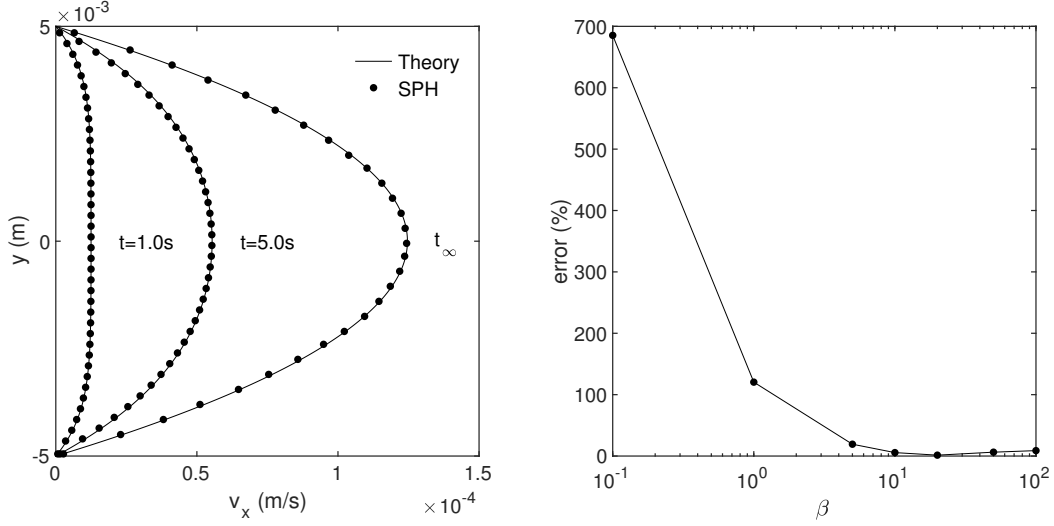 × 10⁻³
5
Theory
SPH
y (m)
0
t=1.0s
t=5.0s
t∞
-5
0
0.5
1
1.5
vₓ (m/s)
× 10⁻⁴
700
600
500
400
300
200
100
0
error (%)
10⁻¹
10⁰
10¹
10²
β